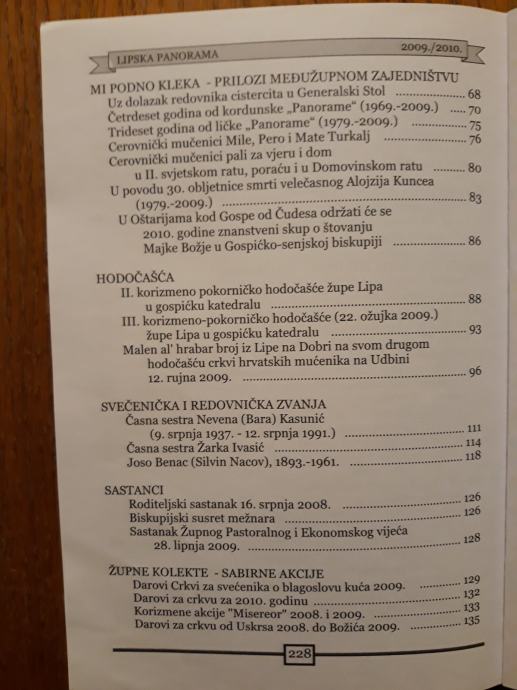 LIPSKA PANORAMA 2009./2010.
MI PODNO KLEKA - PRILOZI MEĐUŽUPNOM ZAJEDNIŠTVU
Uz dolazak redovnika cistercita u Generalski Stol .................. 68
Četrdeset godina od kordunske „Panorame” (1969.-2009.) .... 70
Trideset godina od ličke „Panorame” (1979.-2009.) .................. 75
Cerovnički mučenici Mile, Pero i Mate Turkalj .................. 76
Cerovnički mučenici pali za vjeru i dom
u II. svjetskom ratu, poraću i u Domovinskom ratu .......... 80
U povodu 30. obljetnice smrti velečasnog Alojzija Kuncea
(1979.-2009.) .................. 83
U Oštarijama kod Gospe od Čudesa održati će se
2010. godine znanstveni skup o štovanju
Majke Božje u Gospićko-senjskoj biskupiji .................. 86
HODOČAŠĆA
II. korizmeno pokorničko hodočašće župe Lipa
u gospićku katedralu .................. 88
III. korizmeno-pokorničko hodočašće (22. ožujka 2009.)
župe Lipa u gospićku katedralu .................. 93
Malen al' hrabar broj iz Lipe na Dobri na svom drugom
hodočašću crkvi hrvatskih mućenika na Udbini
12. rujna 2009. .................. 96
SVEČENIČKA I REDOVNIČKA ZVANJA
Časna sestra Nevena (Bara) Kasunić
(9. srpnja 1937. - 12. srpnja 1991.) .................. 111
Časna sestra Žarka Ivasić .................. 114
Joso Benac (Silvin Nacov), 1893.-1961. .................. 118
SASTANCI
Roditeljski sastanak 16. srpnja 2008. .................. 126
Biskupijski susret mežnara .................. 126
Sastanak Župnog Pastoralnog i Ekonomskog vijeća
28. lipnja 2009. .................. 128
ŽUPNE KOLEKTE - SABIRNE AKCIJE
Darovi Crkvi za svećenika o blagoslovu kuća 2009. .......... 129
Darovi za crkvu za 2010. godinu .................. 132
Korizmene akcije "Misereor" 2008. i 2009. .................. 133
Darovi za crkvu od Uskrsa 2008. do Božića 2009. .......... 135
228